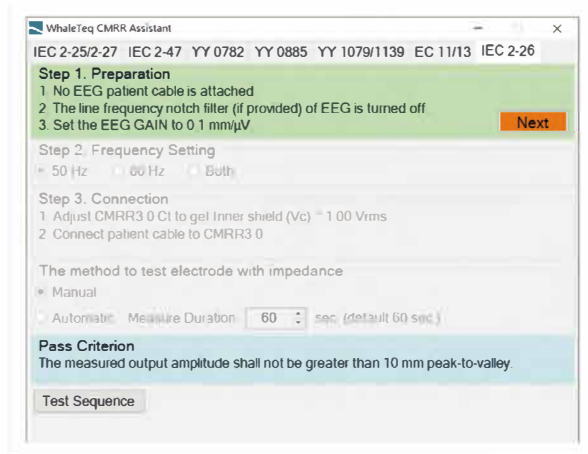 WhaleTeq CMRR Assistant
IEC 2-25/2-27 IEC 2-47 YY 0782 YY 0885 YY 1079/1139 EC 11/13 IEC 2-26
Step 1. Preparation
1 No EEG patient cable is attached
2 The line frequency notch filter (if provided) of EEG is turned off
3. Set the EEG GAIN to 0 1 mm/µV
Next
Step 2. Frequency Setting
50 Hz 60 Hz Both
Step 3. Connection
1 Adjust CMRR3 0 Ct to get Inner shield (Vc) = 1 00 Vrms
2 Connect patient cable to CMRR3 0
The method to test electrode with impedance
Manual
Automatic Measure Duration 60 sec. (default 60 sec.)
Pass Criterion
The measured output amplitude shall not be greater than 10 mm peak-to-valley.
Test Sequence